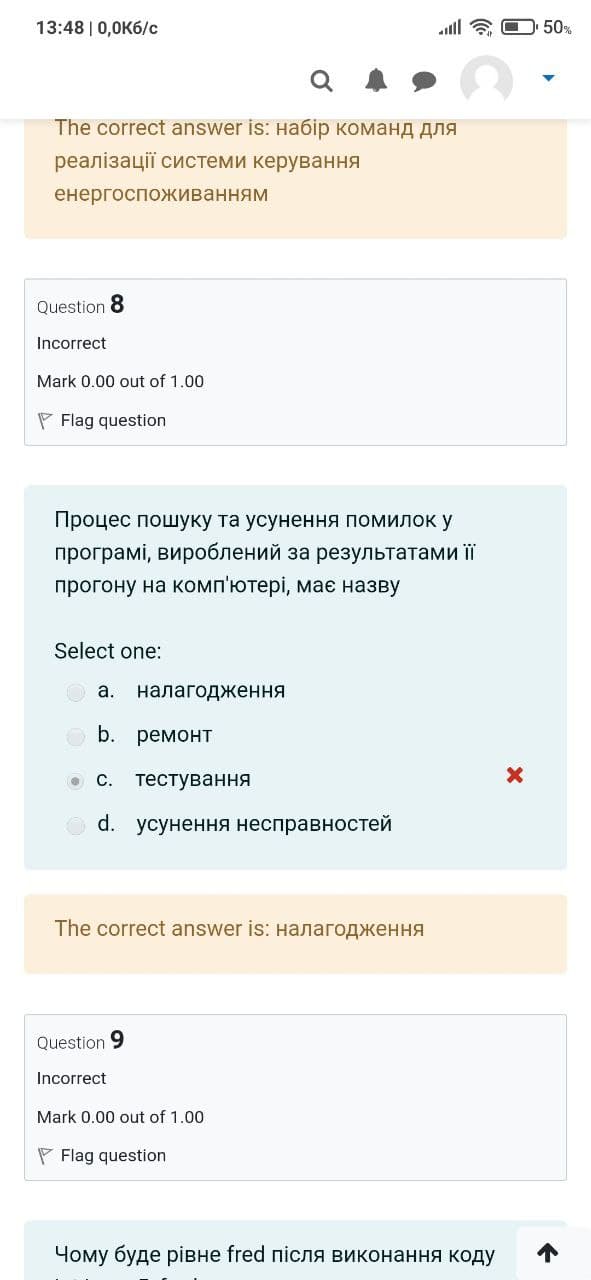 13:48 | 0,0Кб/с
50%
The correct answer is: набір команд для
реалізації системи керування
енергоспоживанням
Question 8
Incorrect
Mark 0.00 out of 1.00
Flag question
Процес пошуку та усунення помилок у
програмі, вироблений за результатами її
прогону на комп'ютері, має назву
Select one:
a. налагодження
b. ремонт
c. тестування
d. усунення несправностей
The correct answer is: налагодження
Question 9
Incorrect
Mark 0.00 out of 1.00
Flag question
Чому буде рівне fred після виконання коду